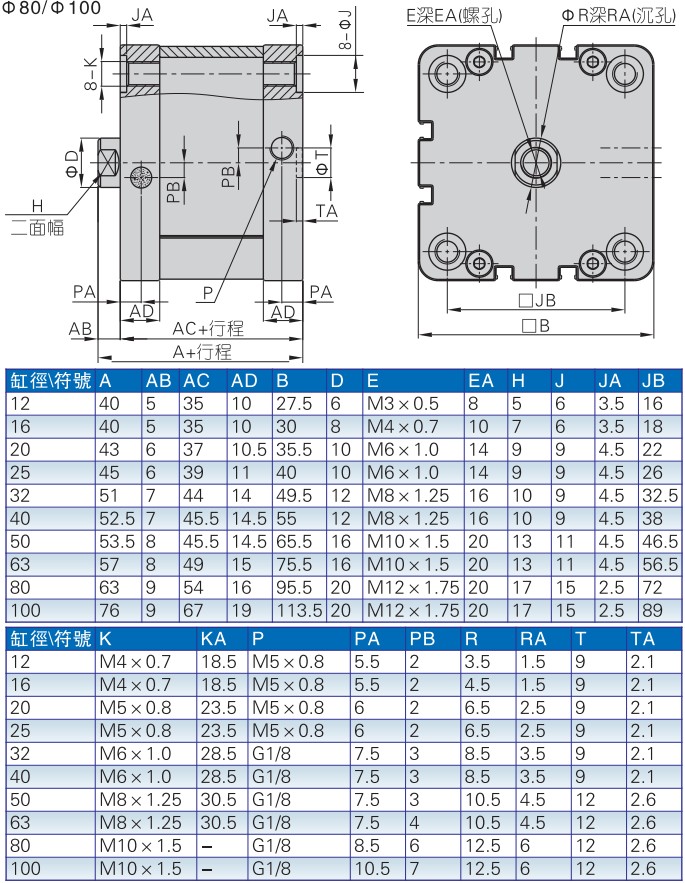 Φ80/Φ100
JA
JA
8-ΦJ
8-K
ΦD
H
二面幅
PB
PB
ΦT
TA
PA
P
PA
AD
AD
AB
AC+行程
A+行程
E深EA(螺孔)
ΦR深RA(沉孔)
□JB
□B
缸徑\符號 A AB AC AD B D E EA H J JA JB
12 40 5 35 10 27.5 6 M3×0.5 8 5 6 3.5 16
16 40 5 35 10 30 8 M4×0.7 10 7 6 3.5 18
20 43 6 37 10.5 35.5 10 M6×1.0 14 9 9 4.5 22
25 45 6 39 11 40 10 M6×1.0 14 9 9 4.5 26
32 51 7 44 14 49.5 12 M8×1.25 16 10 9 4.5 32.5
40 52.5 7 45.5 14.5 55 12 M8×1.25 16 10 9 4.5 38
50 53.5 8 45.5 14.5 65.5 16 M10×1.5 20 13 11 4.5 46.5
63 57 8 49 15 75.5 16 M10×1.5 20 13 11 4.5 56.5
80 63 9 54 16 95.5 20 M12×1.75 20 17 15 2.5 72
100 76 9 67 19 113.5 20 M12×1.75 20 17 15 2.5 89
缸徑\符號 K KA P PA PB R RA T TA
12 M4×0.7 18.5 M5×0.8 5.5 2 3.5 1.5 9 2.1
16 M4×0.7 18.5 M5×0.8 5.5 2 4.5 1.5 9 2.1
20 M5×0.8 23.5 M5×0.8 6 2 6.5 2.5 9 2.1
25 M5×0.8 23.5 M5×0.8 6 2 6.5 2.5 9 2.1
32 M6×1.0 28.5 G1/8 7.5 3 8.5 3.5 9 2.1
40 M6×1.0 28.5 G1/8 7.5 3 8.5 3.5 9 2.1
50 M8×1.25 30.5 G1/8 7.5 3 10.5 4.5 12 2.6
63 M8×1.25 30.5 G1/8 7.5 4 10.5 4.5 12 2.6
80 M10×1.5 – G1/8 8.5 6 12.5 6 12 2.6
100 M10×1.5 – G1/8 10.5 7 12.5 6 12 2.6